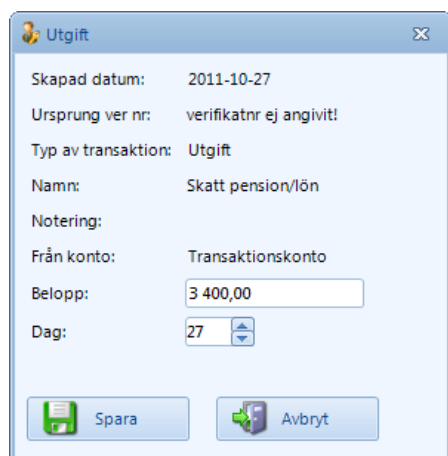 Utgift
Skapad datum: 2011-10-27
Ursprung ver nr: verifikatnr ej angivit!
Typ av transaktion: Utgift
Namn: Skatt pension/lön
Notering:
Från konto: Transaktionskonto
Belopp: 3 400,00
Dag: 27
Spara Avbryt